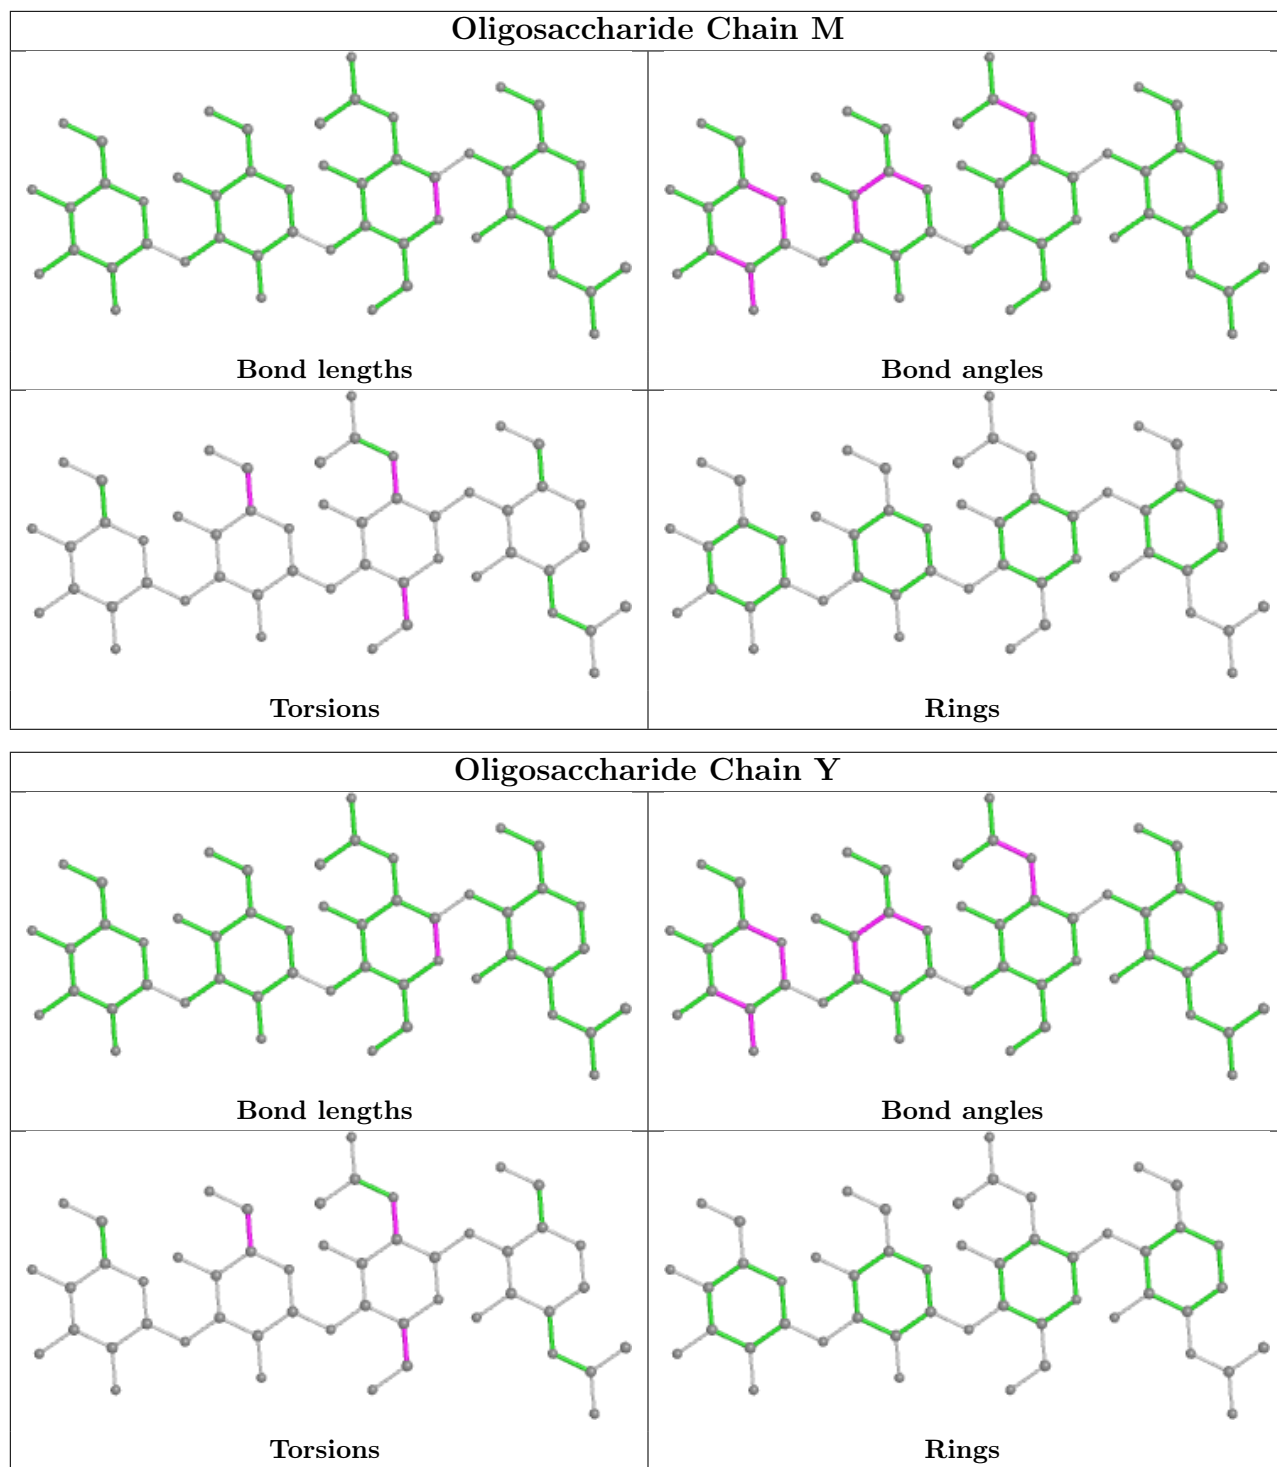 Oligosaccharide Chain M
Bond lengths
Bond angles
Torsions
Rings
Oligosaccharide Chain Y
Bond lengths
Bond angles
Torsions
Rings